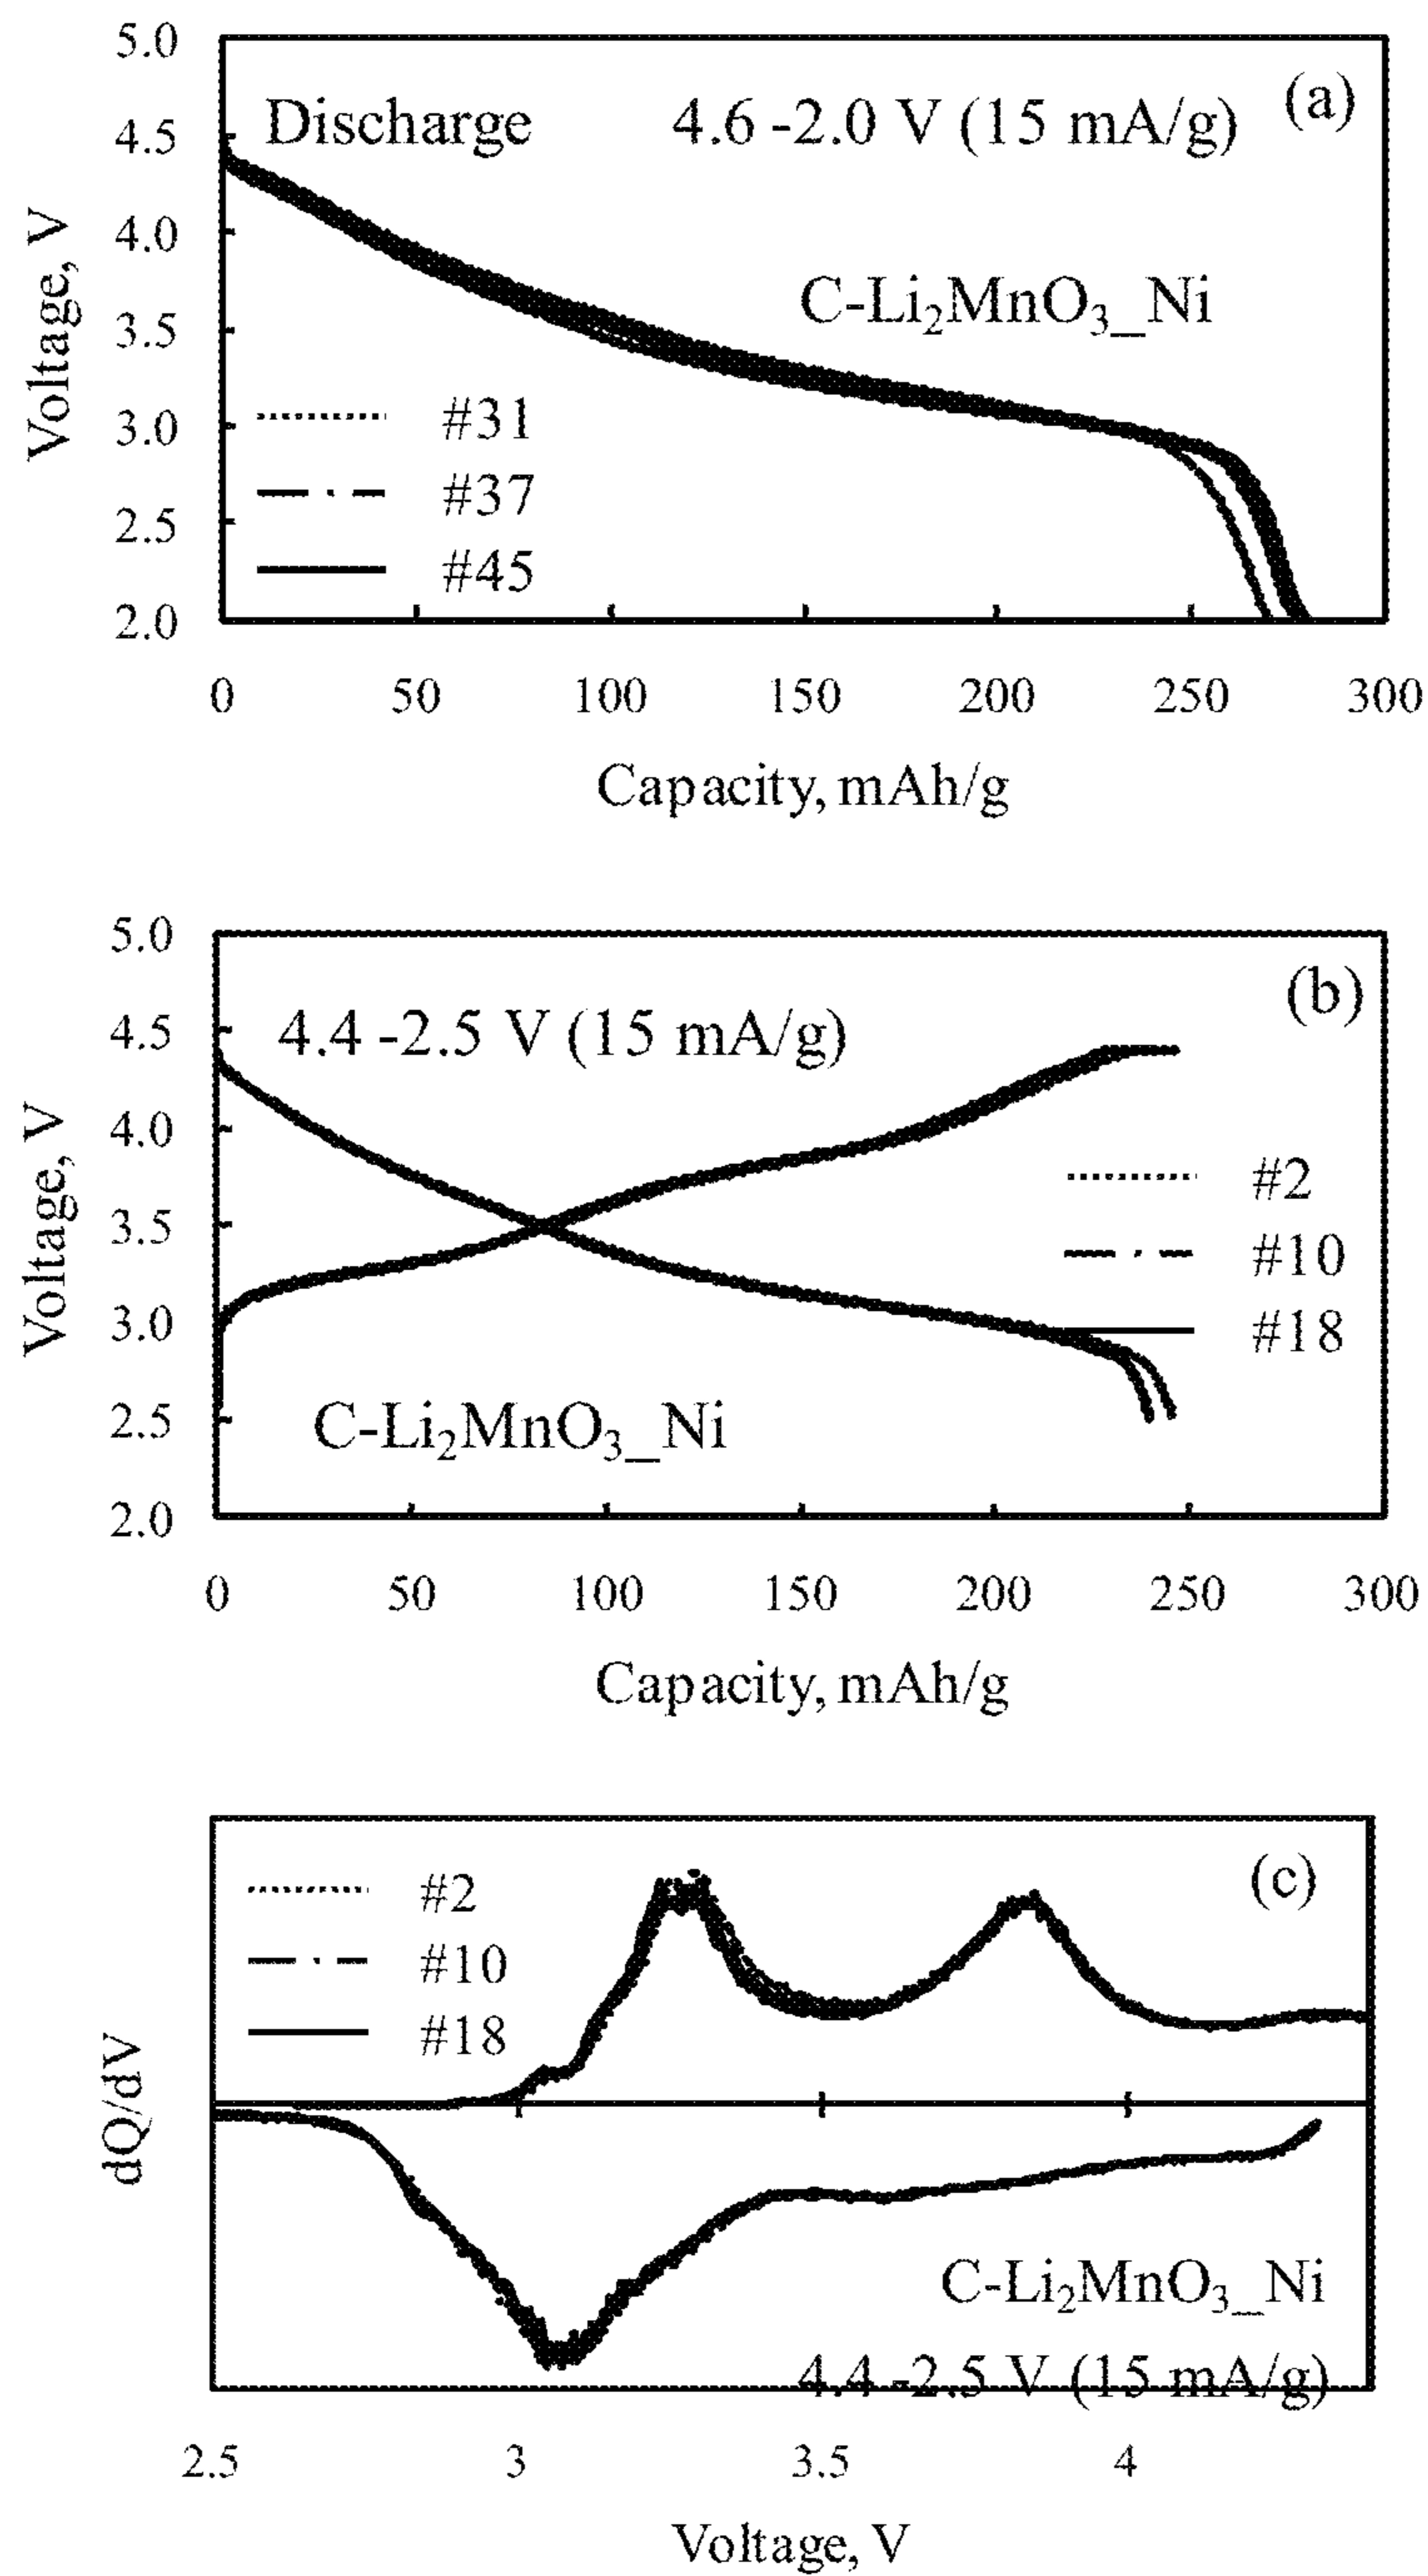 5.0
(a)
Discharge 4.6 -2.0 V (15 mA/g)
4.5
4.0
C-Li₂MnO₃_Ni
3.5
Voltage, V
3.0
#31
#37
2.5
#45
2.0
0 50 100 150 200 250 300
Capacity, mAh/g
5.0
(b)
4.5
4.4 -2.5 V (15 mA/g)
4.0
Voltage, V
#2
3.5
#10
3.0
#18
2.5
C-Li₂MnO₃_Ni
2.0
0 50 100 150 200 250 300
Capacity, mAh/g
(c)
#2
#10
#18
dQ/dV
C-Li₂MnO₃_Ni
4.4 -2.5 V (15 mA/g)
2.5 3 3.5 4
Voltage, V